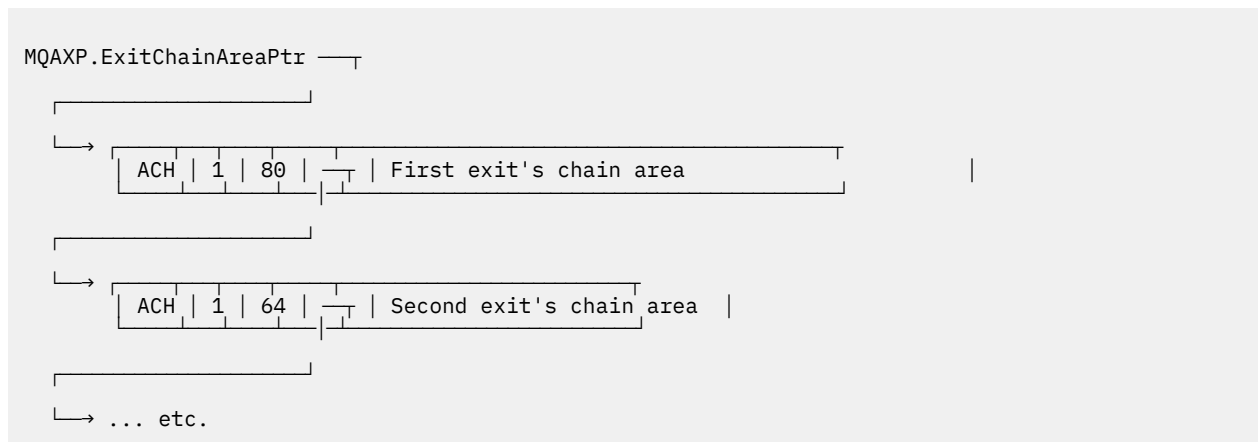 MQAXP.ExitChainAreaPtr
ACH | 1 | 80 | First exit's chain area
ACH | 1 | 64 | Second exit's chain area
... etc.